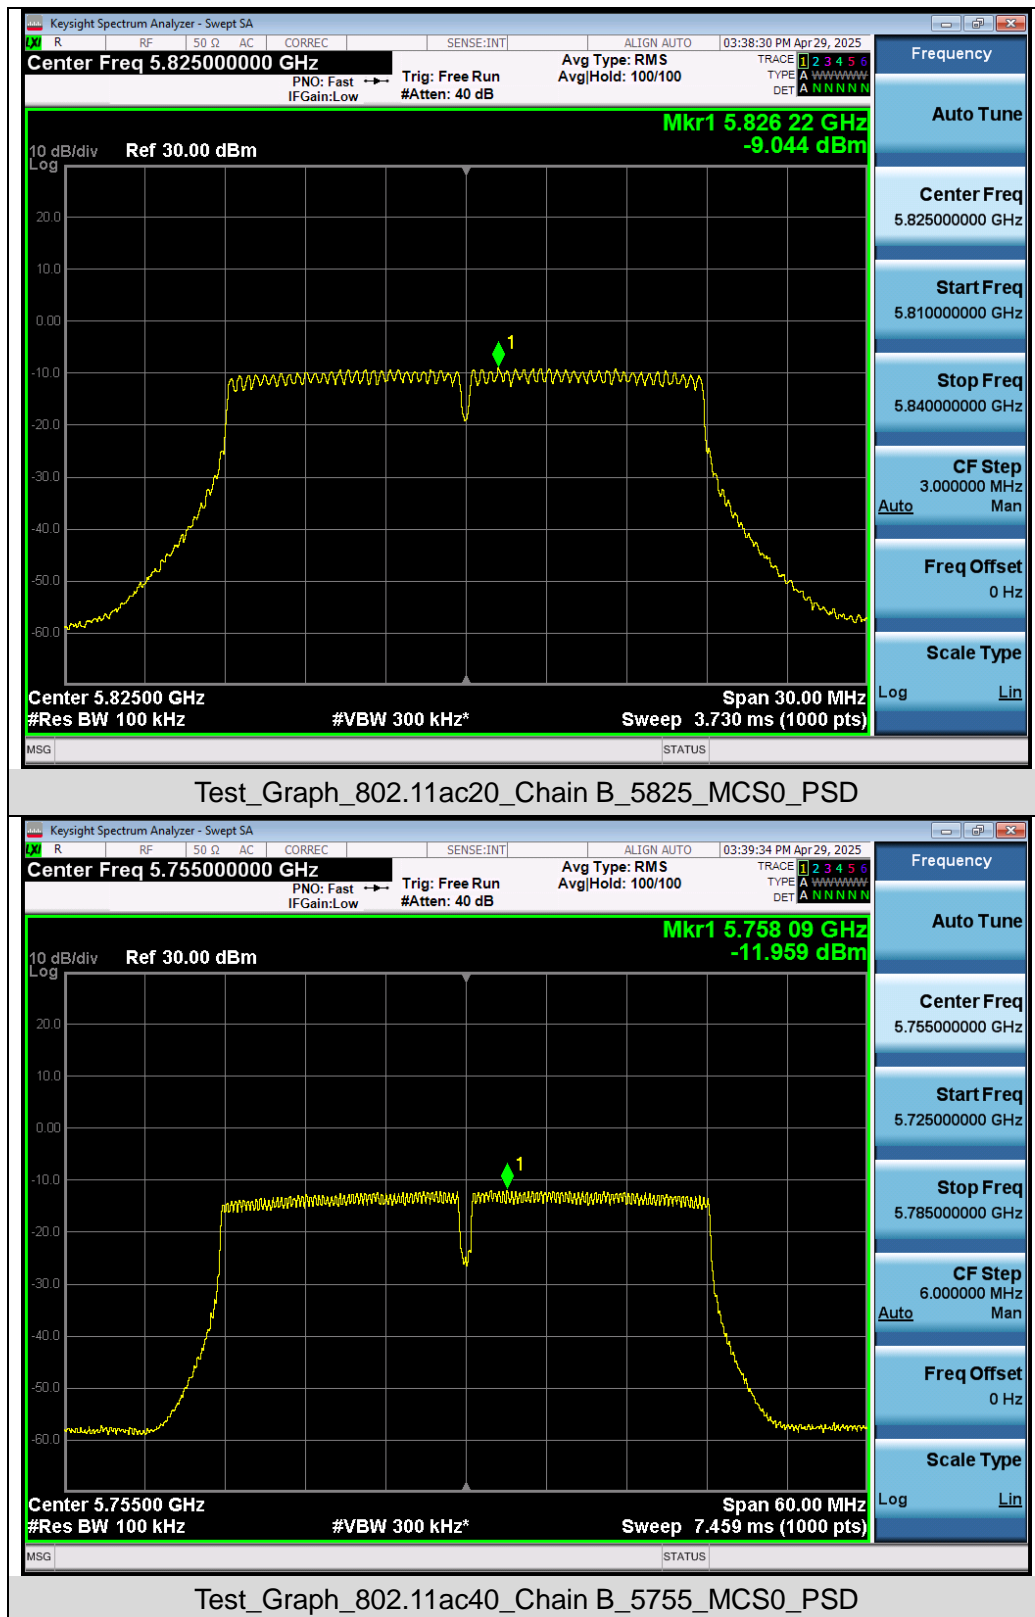 Keysight Spectrum Analyzer - Swept SA
LXI R RF 50 Ω AC CORREC SENSE:INT ALIGN AUTO 03:38:30 PM Apr 29, 2025
Center Freq 5.825000000 GHz
PNO: Fast
IFGain:Low
Trig: Free Run
#Atten: 40 dB
Avg Type: RMS
Avg|Hold: 100/100
TRACE 1 2 3 4 5 6
TYPE A WWWWW
DET A N N N N N
Frequency
Mkr1 5.826 22 GHz
-9.044 dBm
10 dB/div
Log
Ref 30.00 dBm
20.0
10.0
0.00
-10.0
-20.0
-30.0
-40.0
-50.0
-60.0
1
Center 5.82500 GHz
Span 30.00 MHz
#Res BW 100 kHz
#VBW 300 kHz*
Sweep 3.730 ms (1000 pts)
Auto Tune
Center Freq
5.825000000 GHz
Start Freq
5.810000000 GHz
Stop Freq
5.840000000 GHz
CF Step
3.000000 MHz
Auto Man
Freq Offset
0 Hz
Scale Type
Log Lin
MSG STATUS
Test_Graph_802.11ac20_Chain B_5825_MCS0_PSD
Keysight Spectrum Analyzer - Swept SA
LXI R RF 50 Ω AC CORREC SENSE:INT ALIGN AUTO 03:39:34 PM Apr 29, 2025
Center Freq 5.755000000 GHz
PNO: Fast
IFGain:Low
Trig: Free Run
#Atten: 40 dB
Avg Type: RMS
Avg|Hold: 100/100
TRACE 1 2 3 4 5 6
TYPE A WWWWW
DET A N N N N N
Frequency
Mkr1 5.758 09 GHz
-11.959 dBm
10 dB/div
Log
Ref 30.00 dBm
20.0
10.0
0.00
-10.0
-20.0
-30.0
-40.0
-50.0
-60.0
1
Center 5.75500 GHz
Span 60.00 MHz
#Res BW 100 kHz
#VBW 300 kHz*
Sweep 7.459 ms (1000 pts)
Auto Tune
Center Freq
5.755000000 GHz
Start Freq
5.725000000 GHz
Stop Freq
5.785000000 GHz
CF Step
6.000000 MHz
Auto Man
Freq Offset
0 Hz
Scale Type
Log Lin
MSG STATUS
Test_Graph_802.11ac40_Chain B_5755_MCS0_PSD